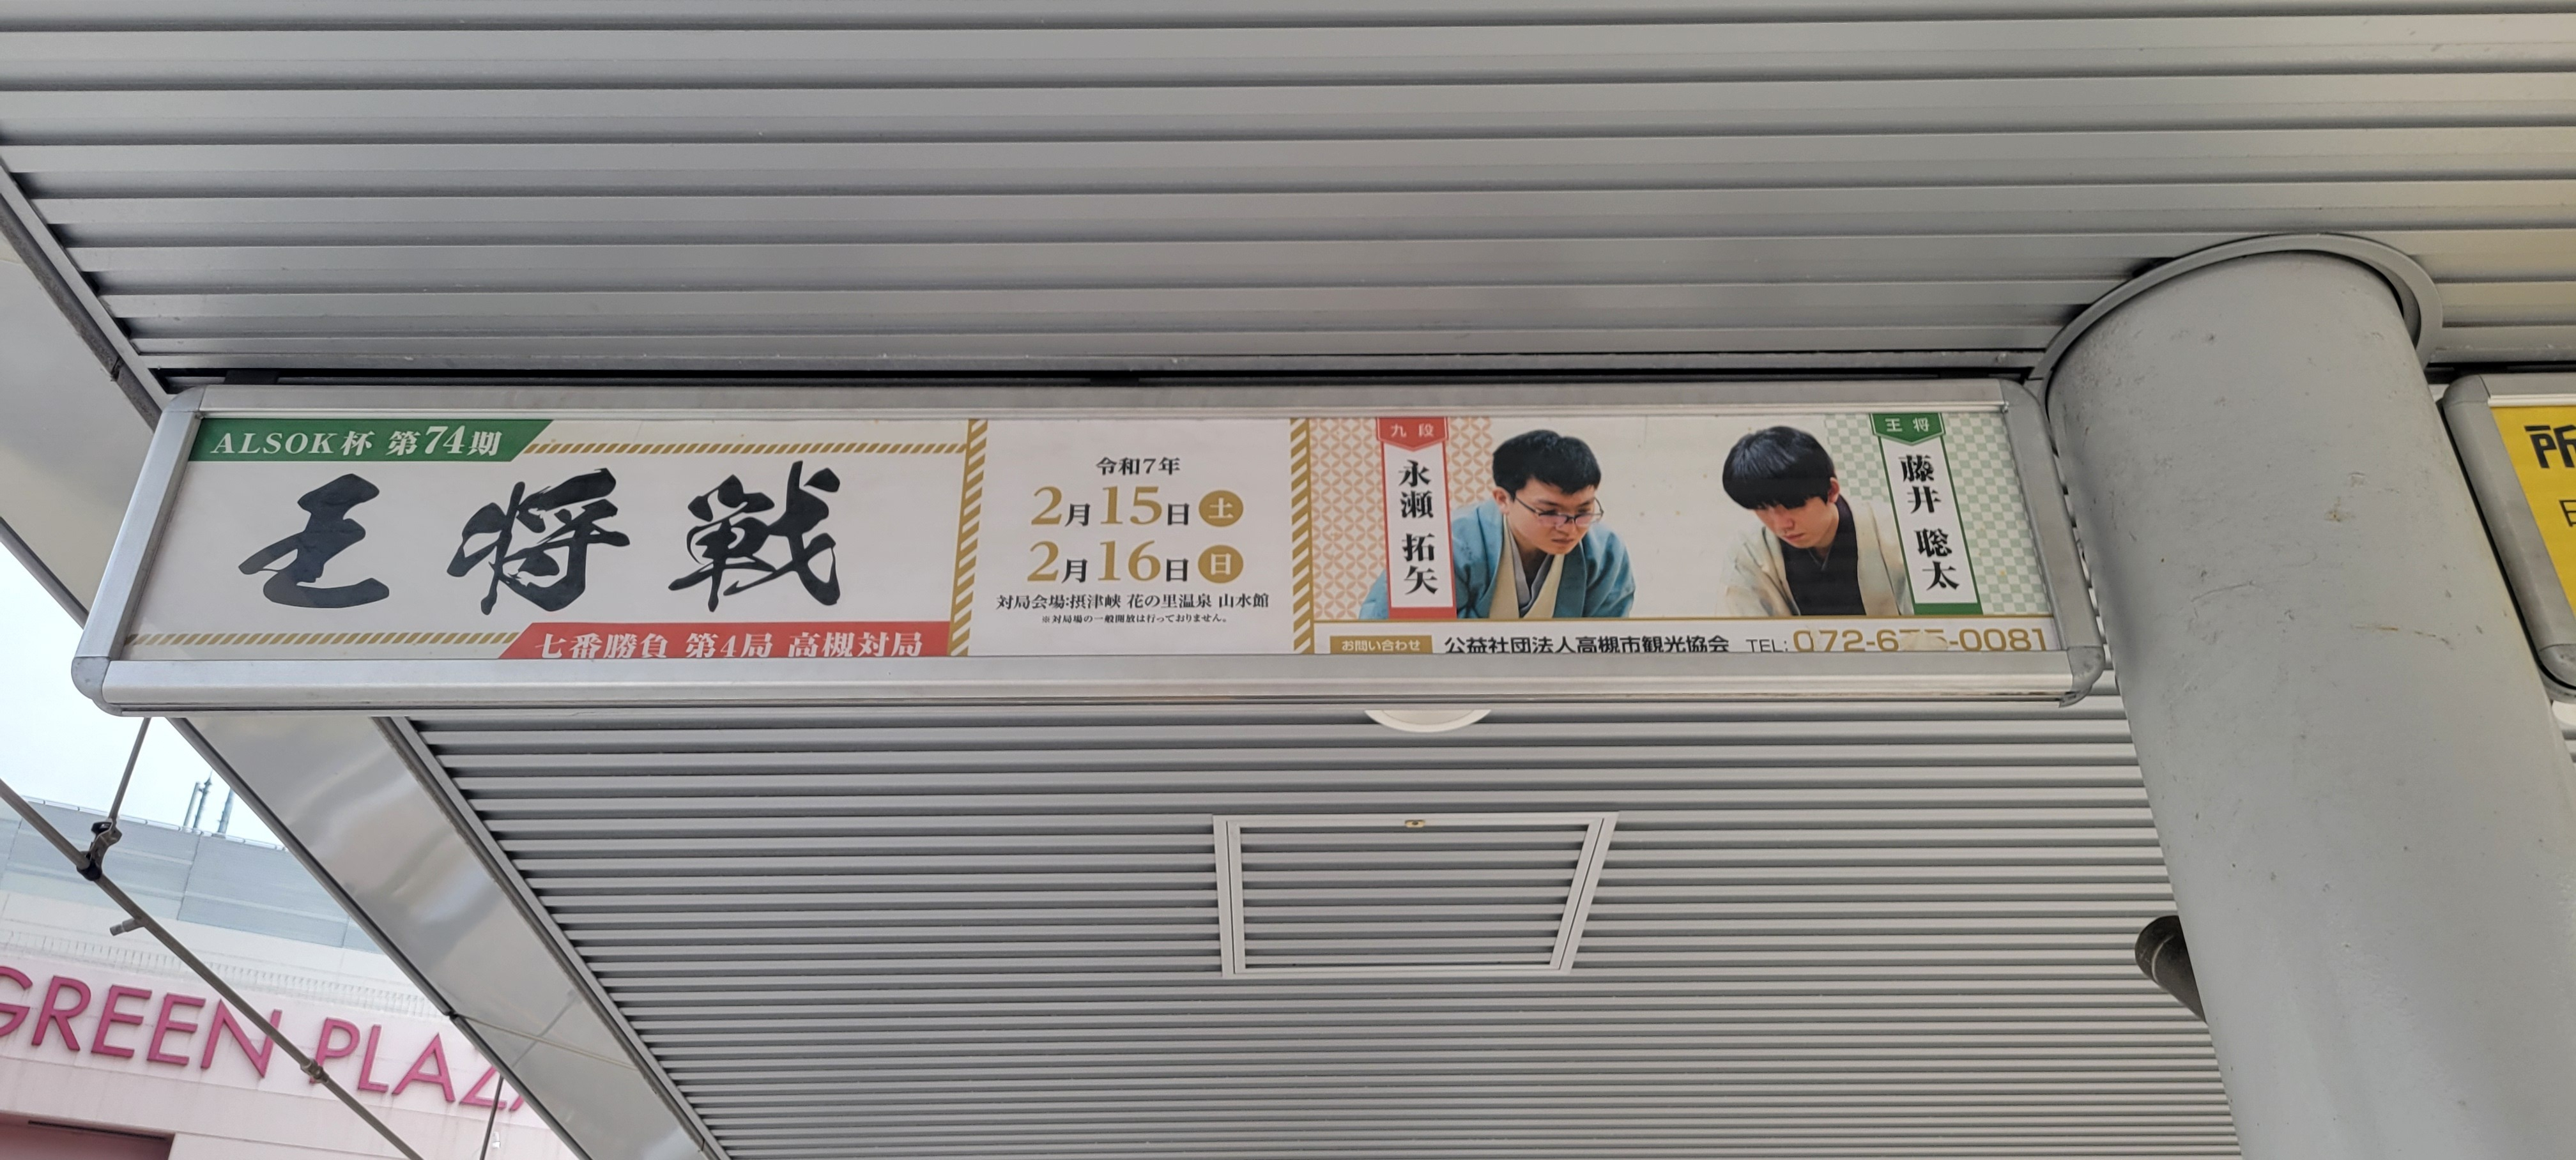 ALSOK杯 第74期
王将戦
七番勝負 第4局 高槻対局
令和7年
2月15日 土
2月16日 日
対局会場:摂津峡 花の里温泉 山水館
※対局場の一般開放は行っておりません。
九段
永瀬 拓矢
王将
藤井 聡太
お問い合わせ 公益社団法人高槻市観光協会 TEL:
所
GREEN PLAZA